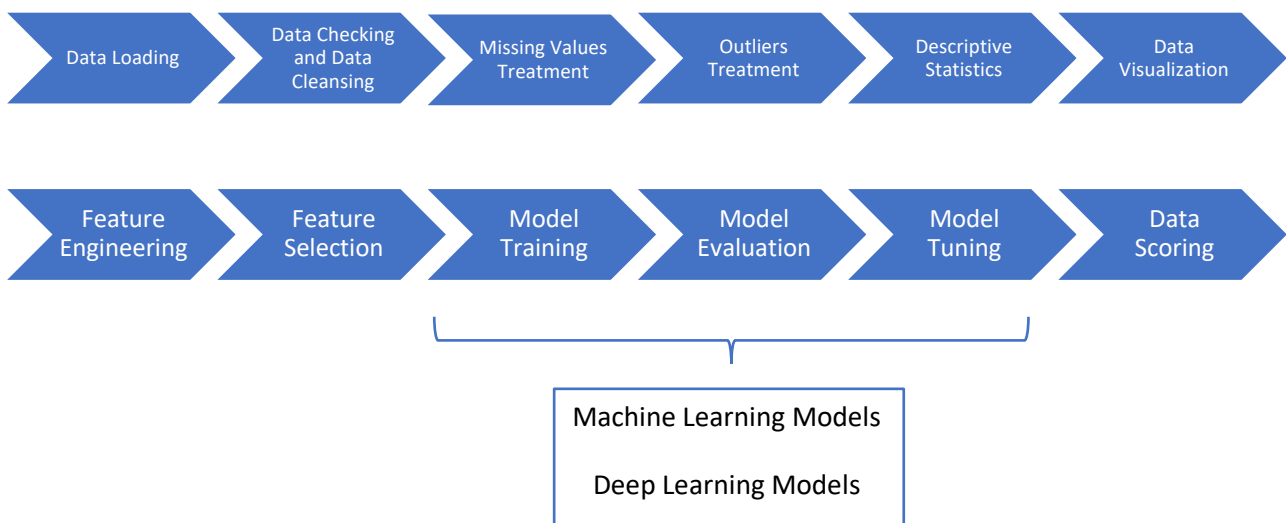 Data Loading
Data Checking
and Data
Cleansing
Missing Values
Treatment
Outliers
Treatment
Descriptive
Statistics
Data
Visualization
Feature
Engineering
Feature
Selection
Model
Training
Model
Evaluation
Model
Tuning
Data
Scoring
Machine Learning Models
Deep Learning Models